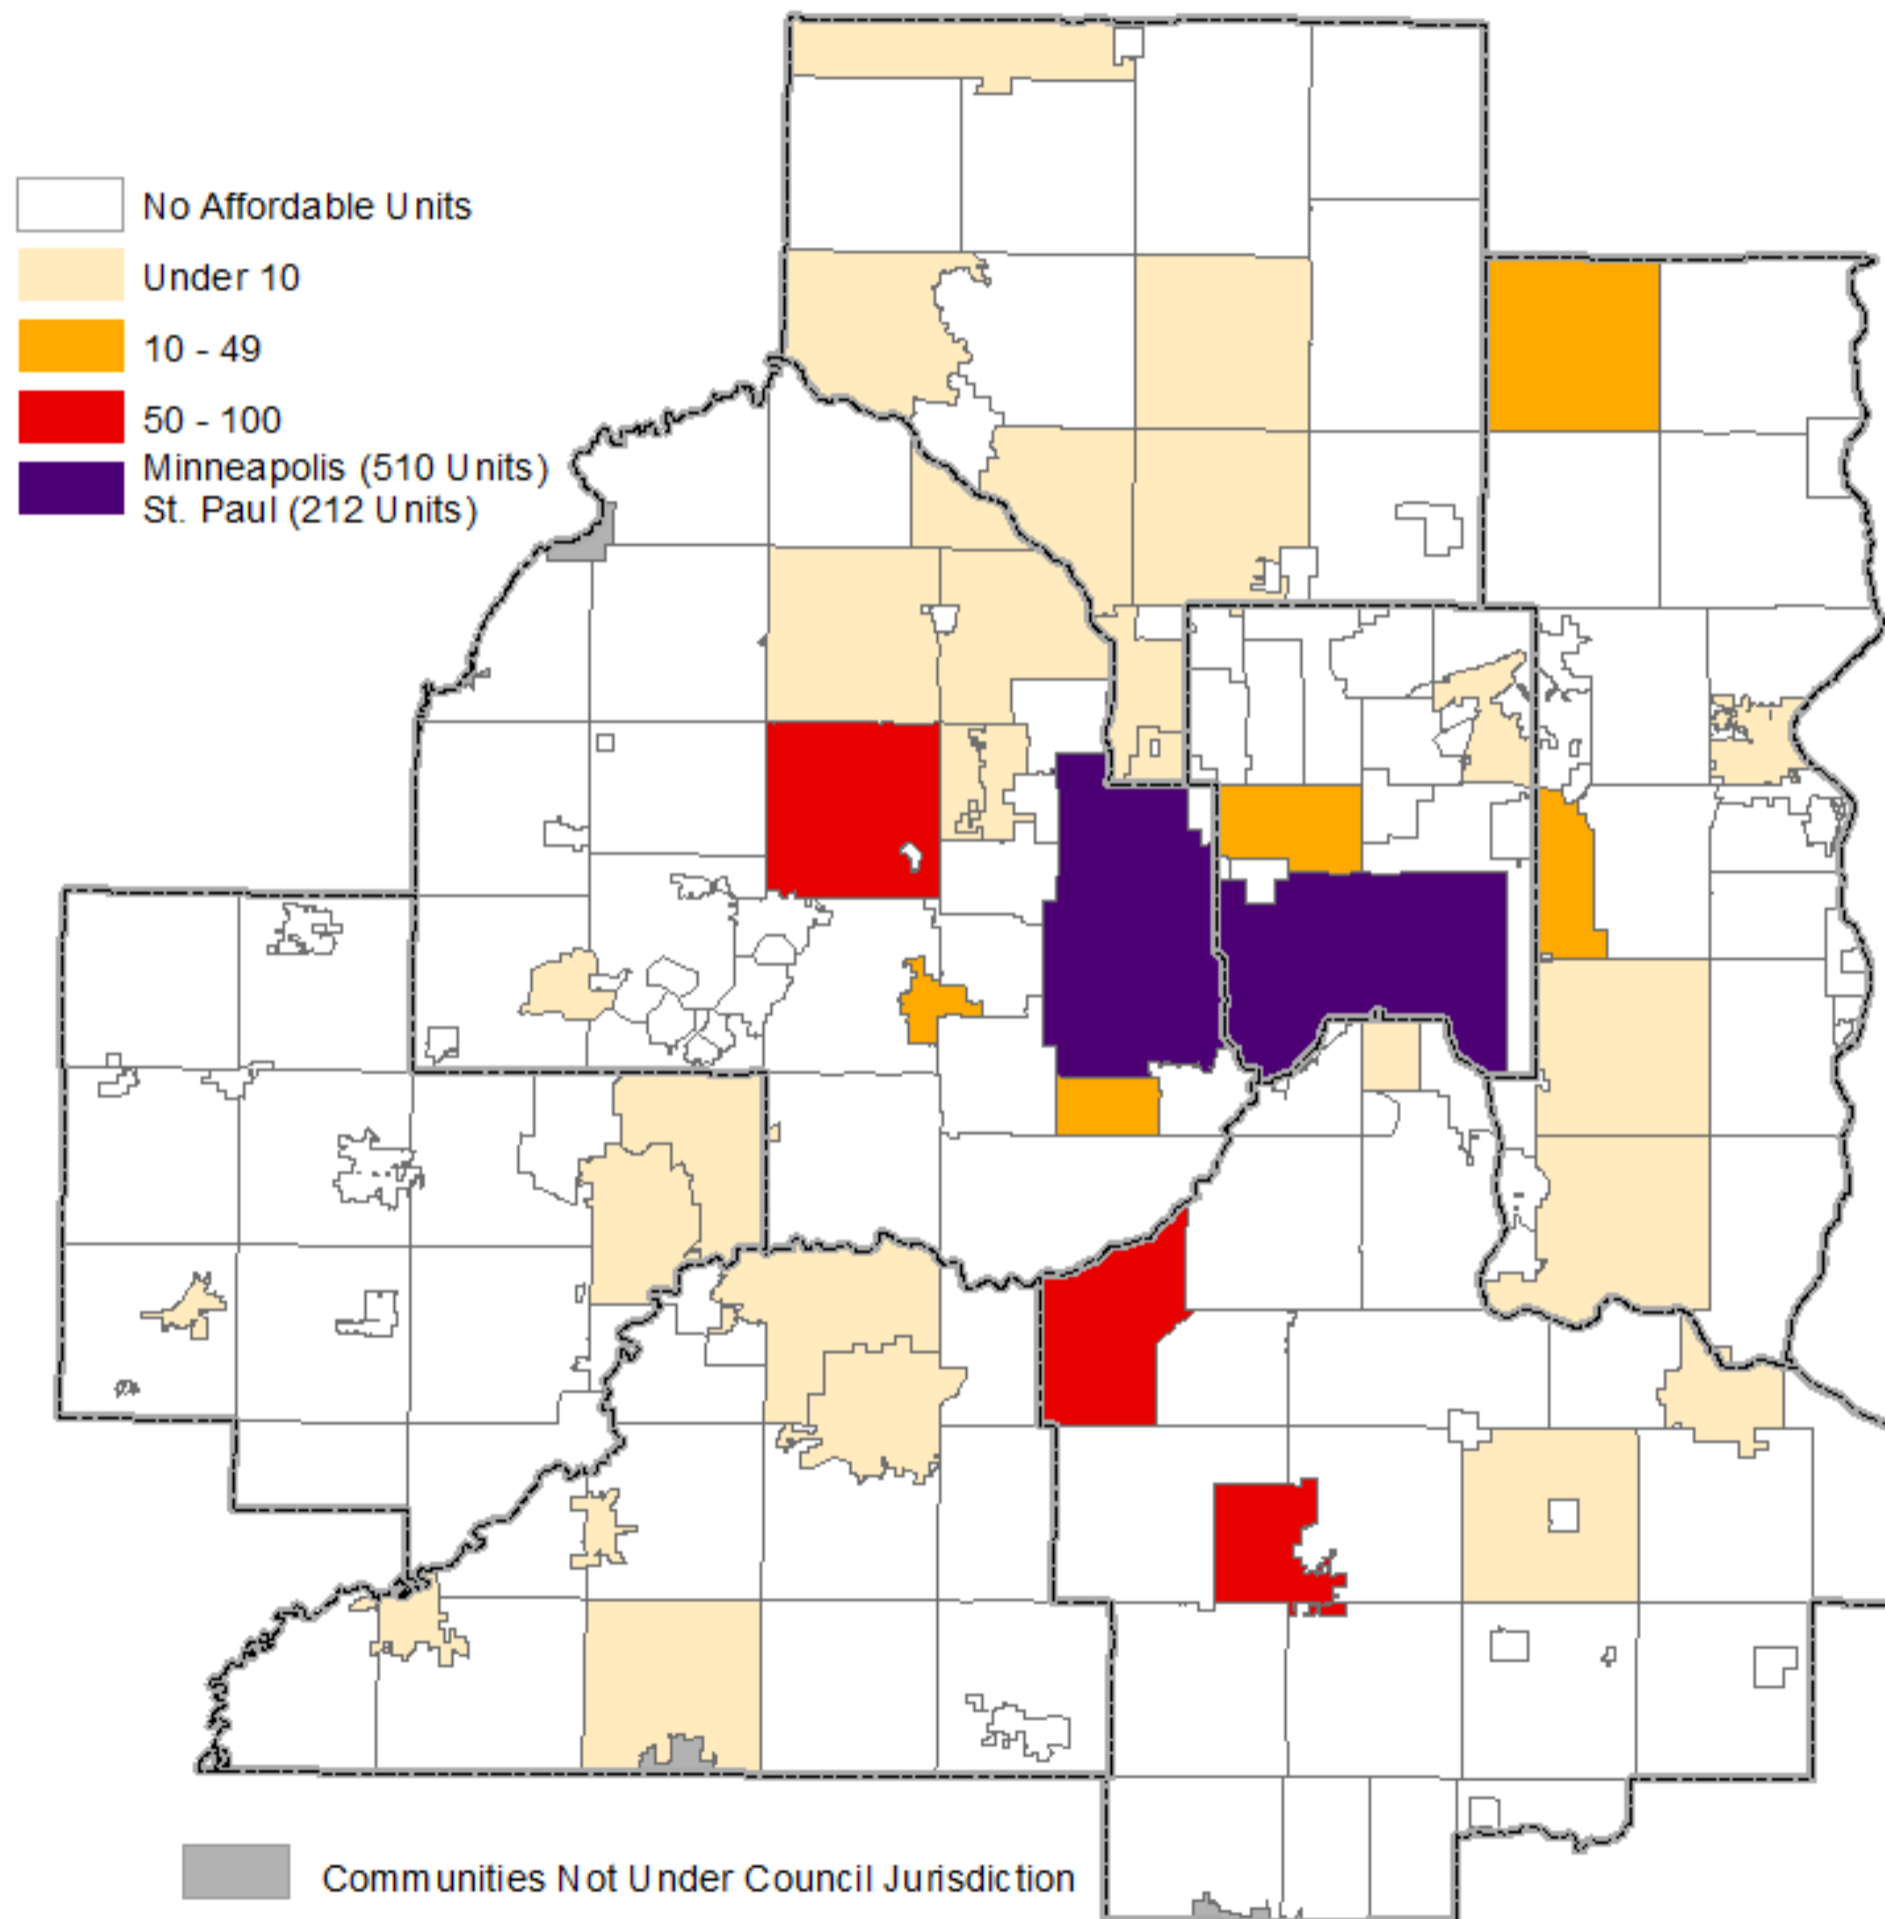 No Affordable Units
Under 10
10 - 49
50 - 100
Minneapolis (510 Units)
St. Paul (212 Units)
Communities Not Under Council Jurisdiction